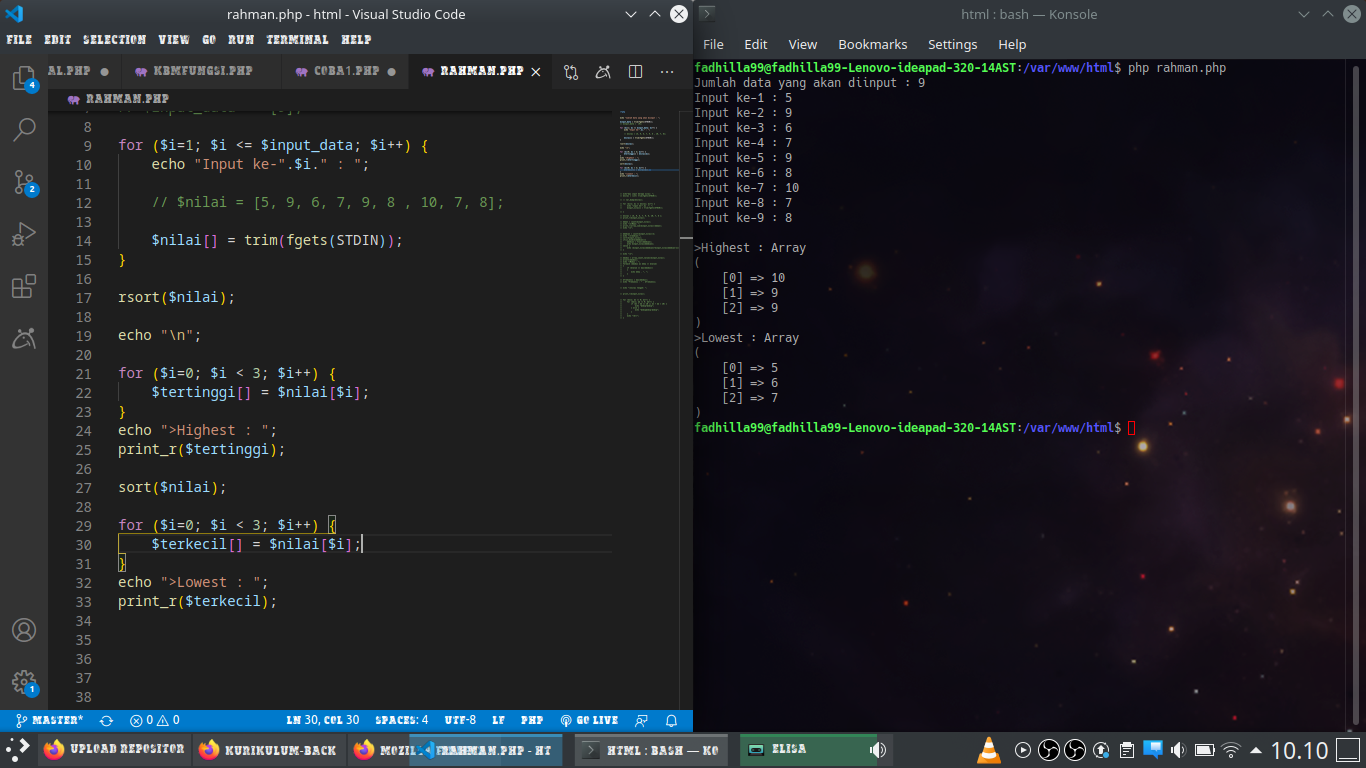 rahman.php - html - Visual Studio Code
FILE EDIT SELECTION VIEW GO RUN TERMINAL HELP
AL.PHP KBMFUNGSI.PHP COBA1.PHP RAHMAN.PHP
RAHMAN.PHP
8
9 for ($i=1; $i <= $input_data; $i++) {
10 echo "Input ke-".$i." : ";
11
12 // $nilai = [5, 9, 6, 7, 9, 8 , 10, 7, 8];
13
14 $nilai[] = trim(fgets(STDIN));
15 }
16
17 rsort($nilai);
18
19 echo "\n";
20
21 for ($i=0; $i < 3; $i++) {
22 $tertinggi[] = $nilai[$i];
23 }
24 echo ">Highest : ";
25 print_r($tertinggi);
26
27 sort($nilai);
28
29 for ($i=0; $i < 3; $i++) {
30 $terkecil[] = $nilai[$i];
31 }
32 echo ">Lowest : ";
33 print_r($terkecil);
34
35
36
37
38
4
2
1
MASTER* 0 0 LN 30, COL 30 SPACES: 4 UTF-8 LF PHP GO LIVE
html : bash — Konsole
File Edit View Bookmarks Settings Help
fadhilla99@fadhilla99-Lenovo-ideapad-320-14AST:/var/www/html$ php rahman.php
Jumlah data yang akan diinput : 9
Input ke-1 : 5
Input ke-2 : 9
Input ke-3 : 6
Input ke-4 : 7
Input ke-5 : 9
Input ke-6 : 8
Input ke-7 : 10
Input ke-8 : 7
Input ke-9 : 8
>Highest : Array
(
[0] => 10
[1] => 9
[2] => 9
)
>Lowest : Array
(
[0] => 5
[1] => 6
[2] => 7
)
fadhilla99@fadhilla99-Lenovo-ideapad-320-14AST:/var/www/html$
UPLOAD REPOSITOR KURIKULUM-BACK MOZIL RAHMAN.PHP - HT HTML : BASH — KO ELISA 10.10